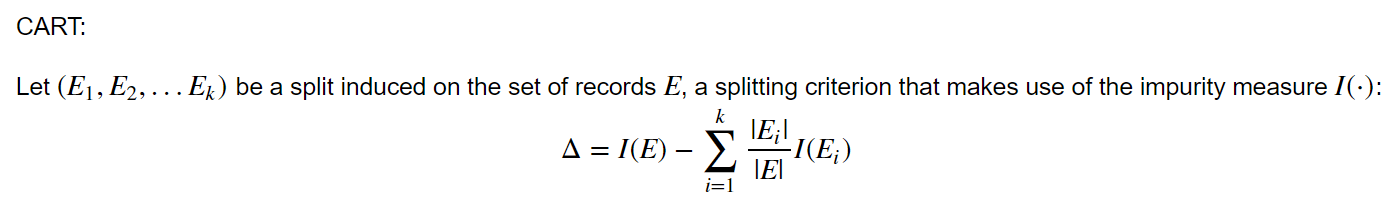 CART:
Let (E₁, E₂, . . . Eₖ) be a split induced on the set of records E, a splitting criterion that makes use of the impurity measure I(·):
Δ = I(E) − ∑ᵢ₌₁ᵏ |Eᵢ|/|E| I(Eᵢ)